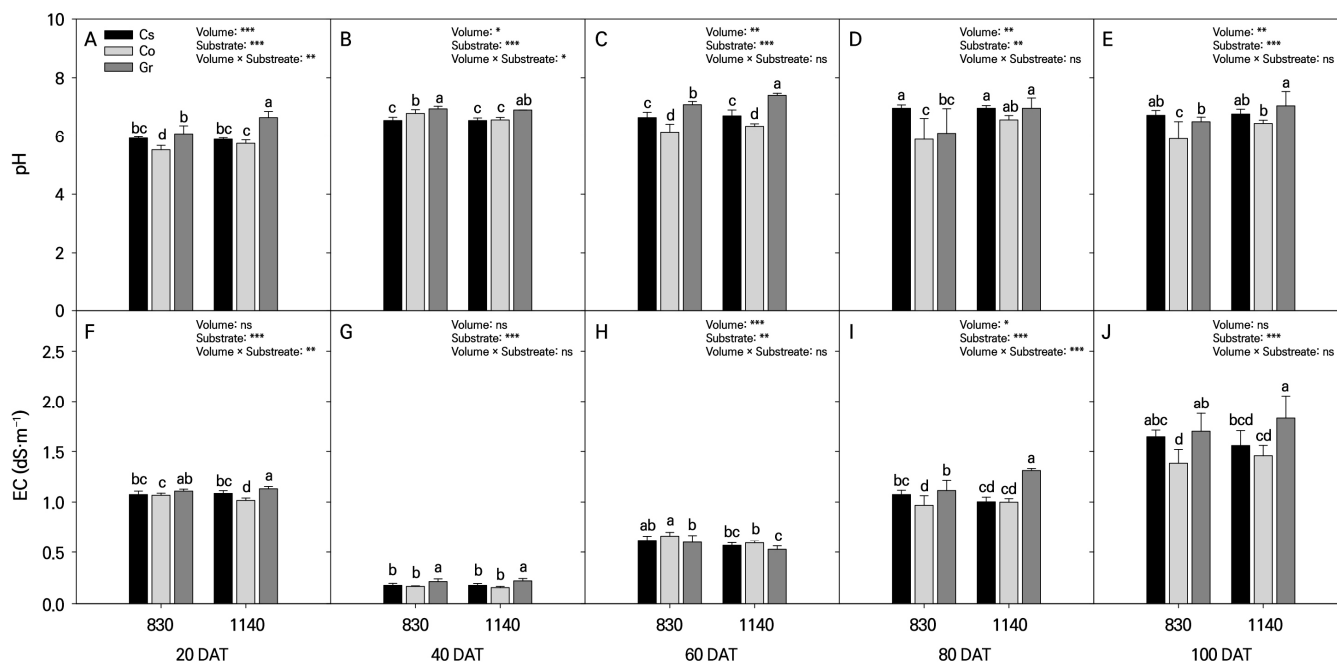 10
8
6
4
2
0
pH
A
Cs
Co
Gr
Volume: ***
Substrate: ***
Volume × Substreate: **
bc
d
b
bc
c
a
B
Volume: *
Substrate: ***
Volume × Substreate: *
c
b
a
c
c
ab
C
Volume: **
Substrate: ***
Volume × Substreate: ns
c
d
b
c
d
a
D
Volume: **
Substrate: **
Volume × Substreate: ns
a
c
bc
a
ab
a
E
Volume: **
Substrate: ***
Volume × Substreate: ns
ab
c
b
ab
b
a
2.5
2.0
1.5
1.0
0.5
0.0
EC (dS·m⁻¹)
F
Volume: ns
Substrate: ***
Volume × Substreate: **
bc
c
ab
bc
d
a
G
Volume: ns
Substrate: ***
Volume × Substreate: ns
b
b
a
b
b
a
H
Volume: ***
Substrate: **
Volume × Substreate: ns
ab
a
b
bc
b
c
I
Volume: *
Substrate: ***
Volume × Substreate: ***
bc
d
b
cd
cd
a
J
Volume: ns
Substrate: ***
Volume × Substreate: ns
abc
d
ab
bcd
cd
a
830 1140 830 1140 830 1140 830 1140 830 1140
20 DAT 40 DAT 60 DAT 80 DAT 100 DAT